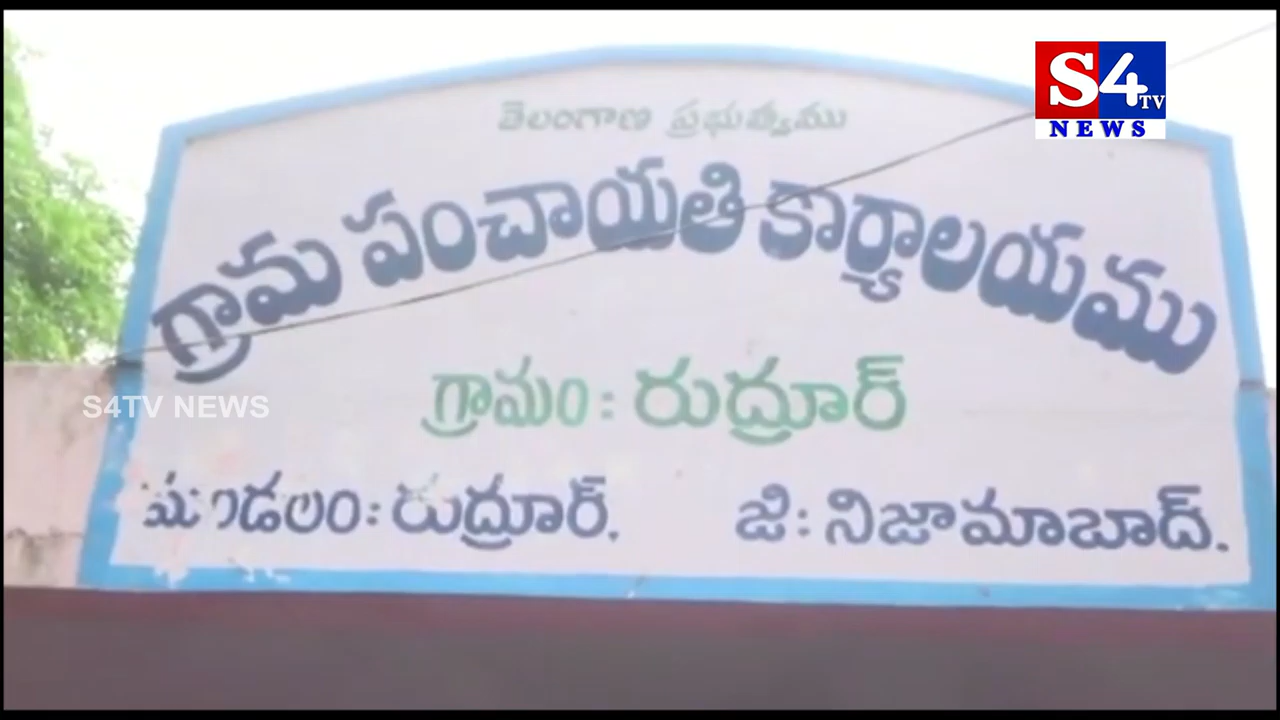 S4
TV
NEWS
తెలంగాణ ప్రభుత్వము
గ్రామ పంచాయతి కార్యాలయము
గ్రామం: రుద్రూర్
S4TV NEWS
మండలం: రుద్రూర్.
జి: నిజామాబాద్.